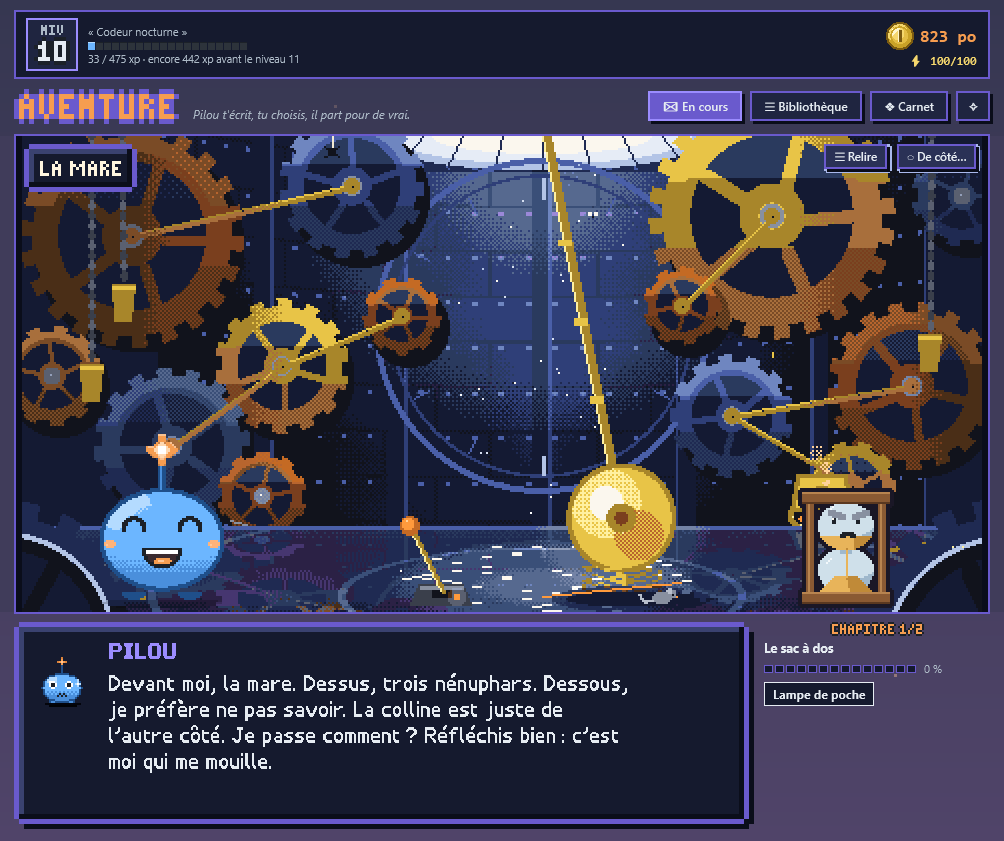 NIV
10
« Codeur nocturne »
33 / 475 xp · encore 442 xp avant le niveau 11
823 po
100/100
AVENTURE
Pilou t'écrit, tu choisis, il part pour de vrai.
En cours
Bibliothèque
Carnet
LA MARE
Relire
De côté…
PILOU
Devant moi, la mare. Dessus, trois nénuphars. Dessous,
je préfère ne pas savoir. La colline est juste de
l'autre côté. Je passe comment ? Réfléchis bien : c'est
moi qui me mouille.
CHAPITRE 1/2
Le sac à dos
0 %
Lampe de poche